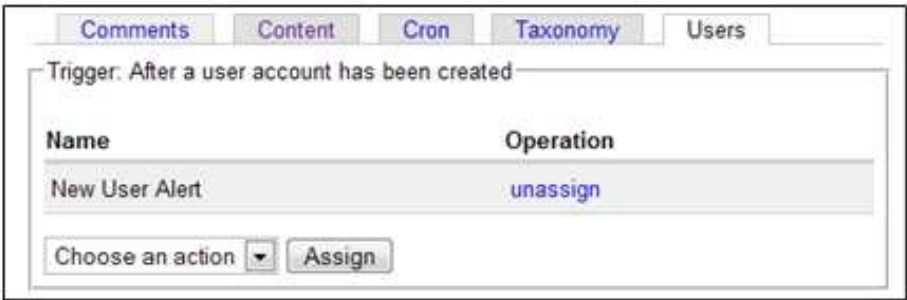 Comments Content Cron Taxonomy Users
Trigger: After a user account has been created
Name Operation
New User Alert unassign
Choose an action Assign